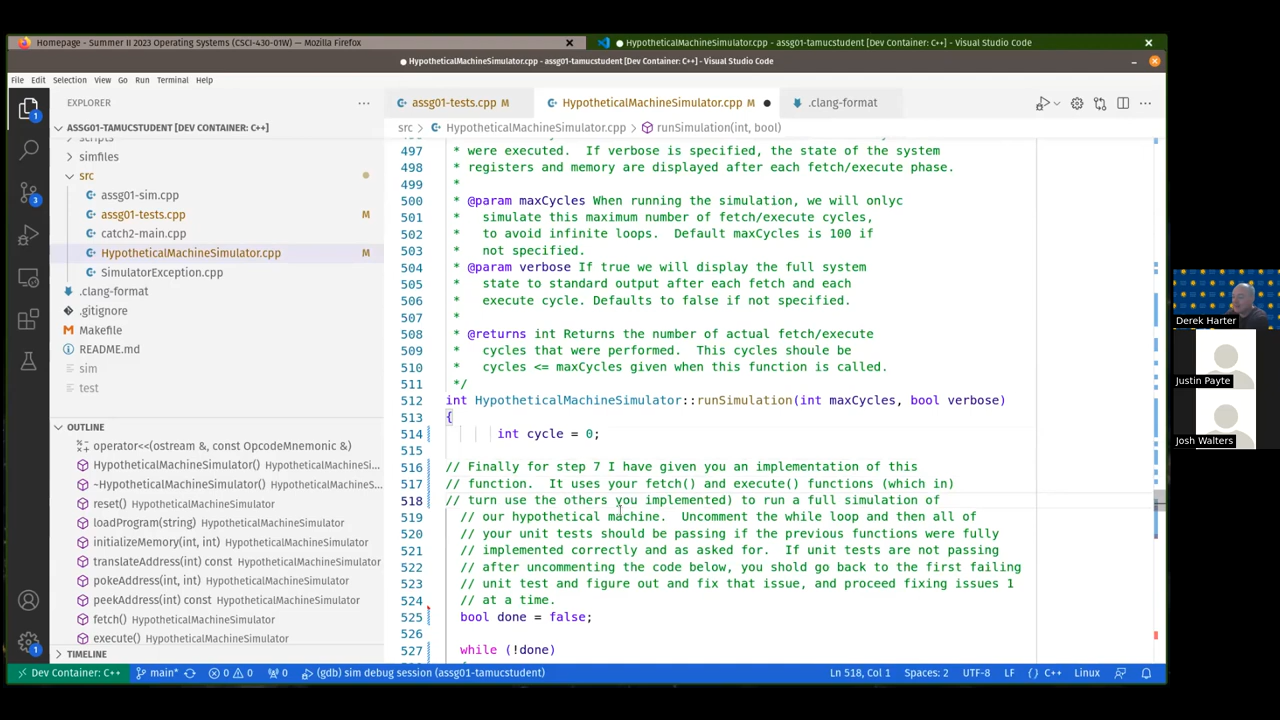 Homepage - Summer II 2023 Operating Systems (CSCI-430-01W) — Mozilla Firefox
● HypotheticalMachineSimulator.cpp - assg01-tamucstudent [Dev Container: C++] - Visual Studio Code
● HypotheticalMachineSimulator.cpp - assg01-tamucstudent [Dev Container: C++] - Visual Studio Code
File Edit Selection View Go Run Terminal Help
EXPLORER
assg01-tests.cpp M
HypotheticalMachineSimulator.cpp M ●
.clang-format
src > HypotheticalMachineSimulator.cpp > runSimulation(int, bool)
ASSG01-TAMUCSTUDENT [DEV CONTAINER: C++]
scripts
simfiles
src
assg01-sim.cpp
assg01-tests.cpp M
catch2-main.cpp
HypotheticalMachineSimulator.cpp M
SimulatorException.cpp
.clang-format
.gitignore
Makefile
README.md
sim
test
OUTLINE
operator<<(ostream &, const OpcodeMnemonic &)
HypotheticalMachineSimulator() HypotheticalMachineSi...
~HypotheticalMachineSimulator() HypotheticalMachineS...
reset() HypotheticalMachineSimulator
loadProgram(string) HypotheticalMachineSimulator
initializeMemory(int, int) HypotheticalMachineSimulator
translateAddress(int) const HypotheticalMachineSimulator
pokeAddress(int, int) HypotheticalMachineSimulator
peekAddress(int) const HypotheticalMachineSimulator
fetch() HypotheticalMachineSimulator
execute() HypotheticalMachineSimulator
TIMELINE
497 * were executed.  If verbose is specified, the state of the system
498 * registers and memory are displayed after each fetch/execute phase.
499 *
500 * @param maxCycles When running the simulation, we will onlyc
501 *   simulate this maximum number of fetch/execute cycles,
502 *   to avoid infinite loops.  Default maxCycles is 100 if
503 *   not specified.
504 * @param verbose If true we will display the full system
505 *   state to standard output after each fetch and each
506 *   execute cycle. Defaults to false if not specified.
507 *
508 * @returns int Returns the number of actual fetch/execute
509 *   cycles that were performed.  This cycles shoule be
510 *   cycles <= maxCycles given when this function is called.
511 */
512 int HypotheticalMachineSimulator::runSimulation(int maxCycles, bool verbose)
513 {
514 int cycle = 0;
515
516 // Finally for step 7 I have given you an implementation of this
517 // function.  It uses your fetch() and execute() functions (which in)
518 // turn use the others you implemented) to run a full simulation of
519 // our hypothetical machine.  Uncomment the while loop and then all of
520 // your unit tests should be passing if the previous functions were fully
521 // implemented correctly and as asked for.  If unit tests are not passing
522 // after uncommenting the code below, you shold go back to the first failing
523 // unit test and figure out and fix that issue, and proceed fixing issues 1
524 // at a time.
525 bool done = false;
526
527 while (!done)
Derek Harter
Justin Payte
Josh Walters
Dev Container: C++ main* 0 0 0 (gdb) sim debug session (assg01-tamucstudent) Ln 518, Col 1 Spaces: 2 UTF-8 LF {} C++ Linux